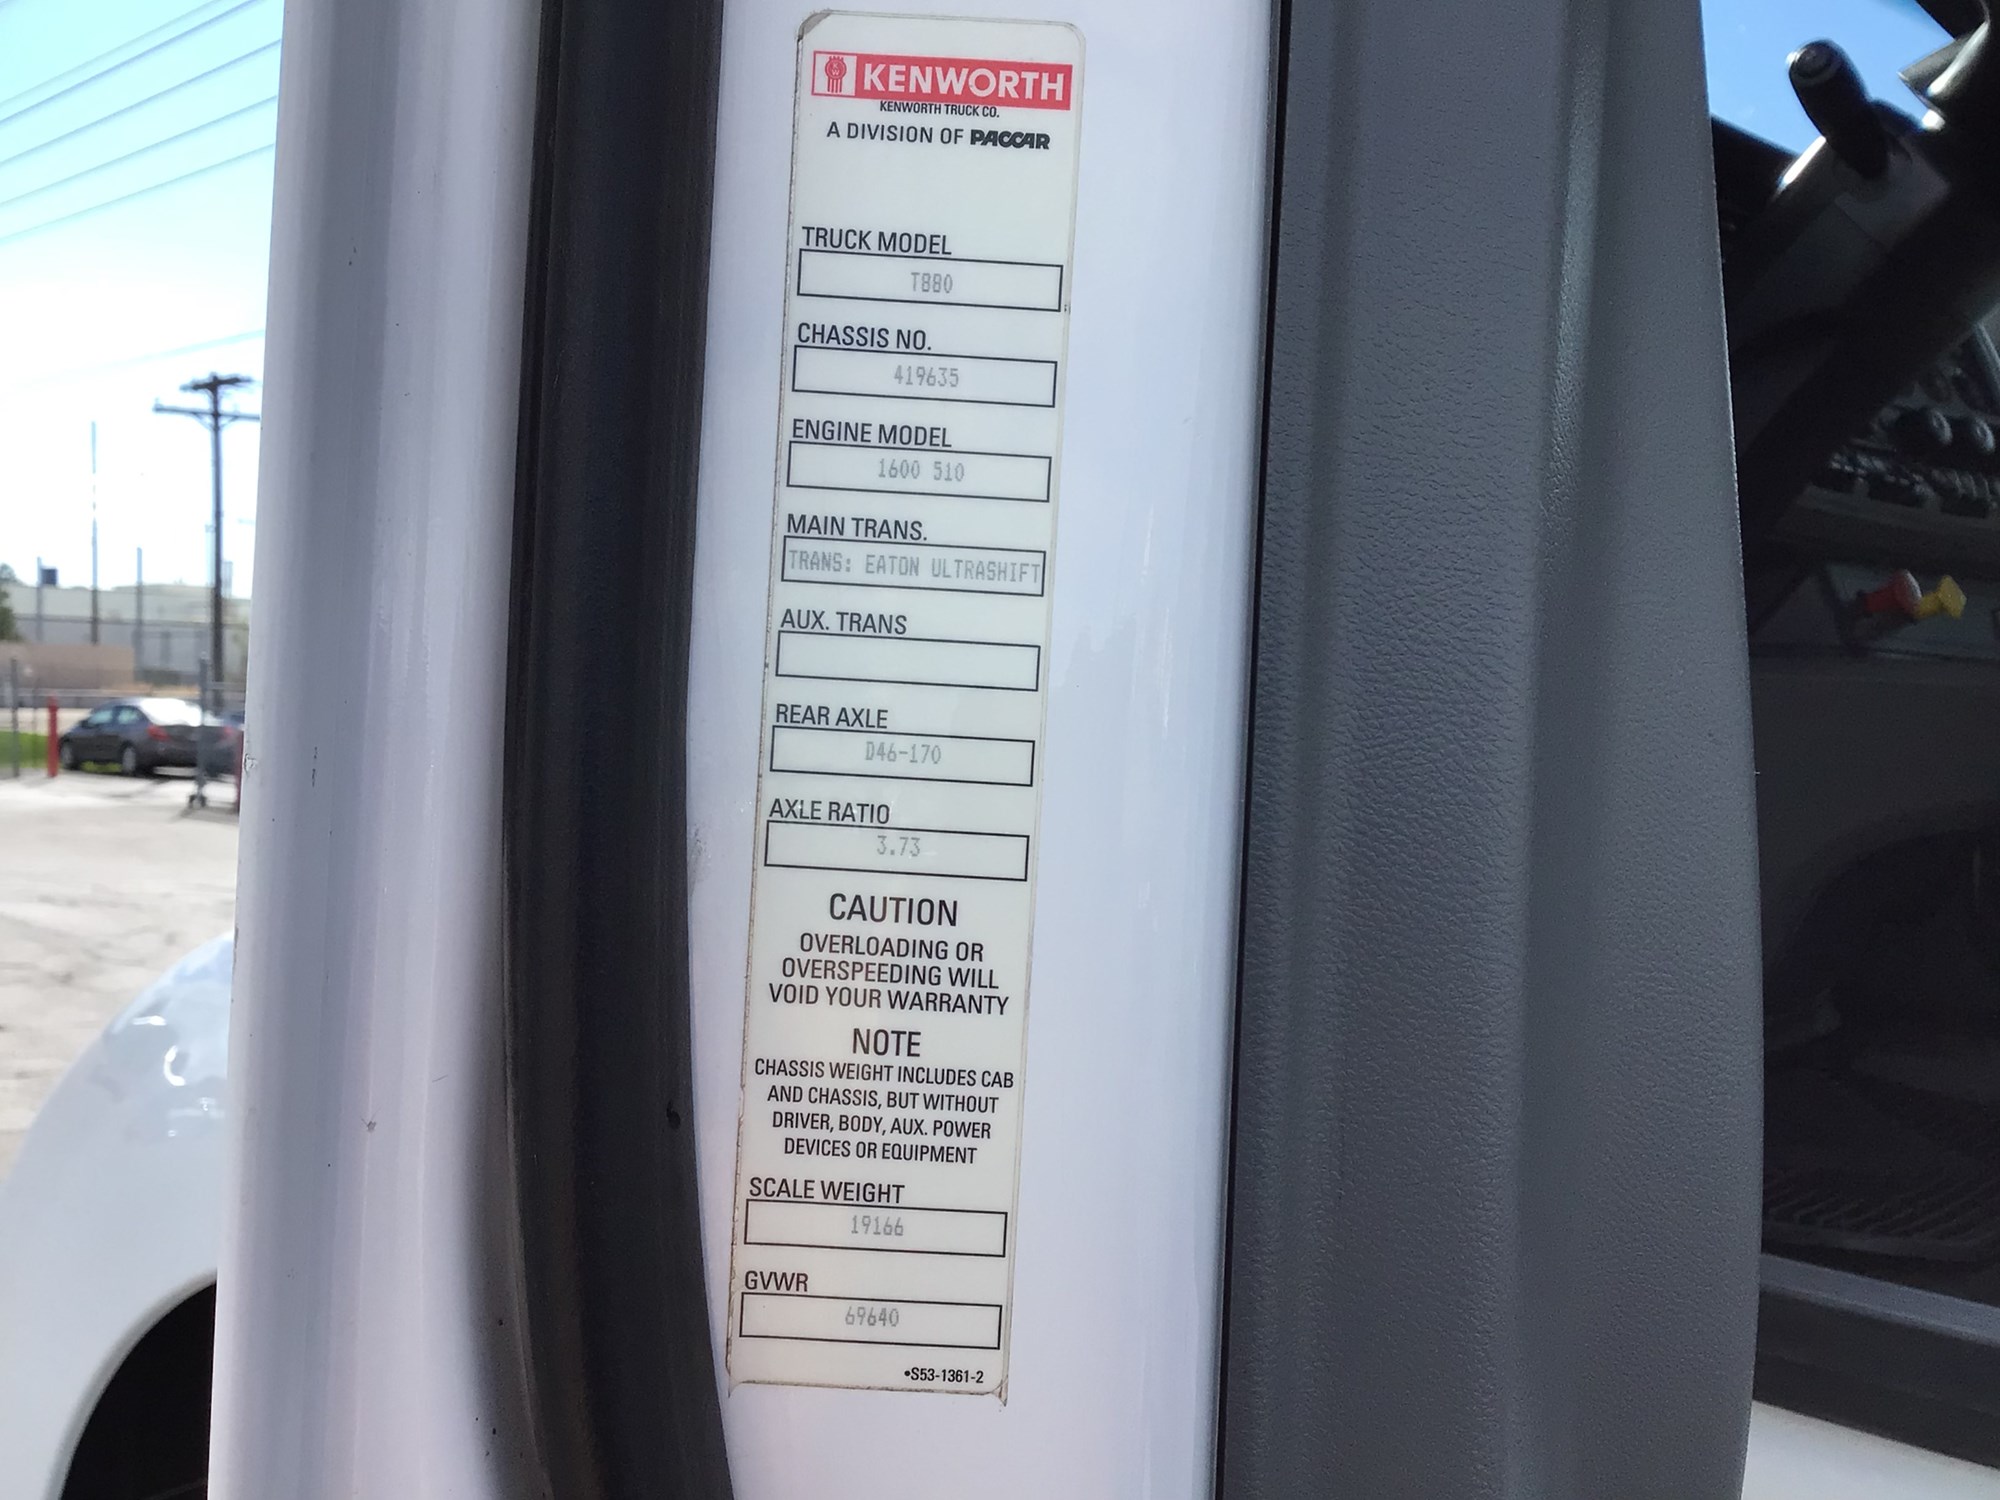 KENWORTH
KENWORTH TRUCK CO.
A DIVISION OF PACCAR
TRUCK MODEL
T880
CHASSIS NO.
419635
ENGINE MODEL
1600 510
MAIN TRANS.
TRANS: EATON ULTRASHIFT
AUX. TRANS
REAR AXLE
D46-170
AXLE RATIO
3.73
CAUTION
OVERLOADING OR
OVERSPEEDING WILL
VOID YOUR WARRANTY
NOTE
CHASSIS WEIGHT INCLUDES CAB
AND CHASSIS, BUT WITHOUT
DRIVER, BODY, AUX. POWER
DEVICES OR EQUIPMENT
SCALE WEIGHT
19166
GVWR
69640
•S53-1361-2